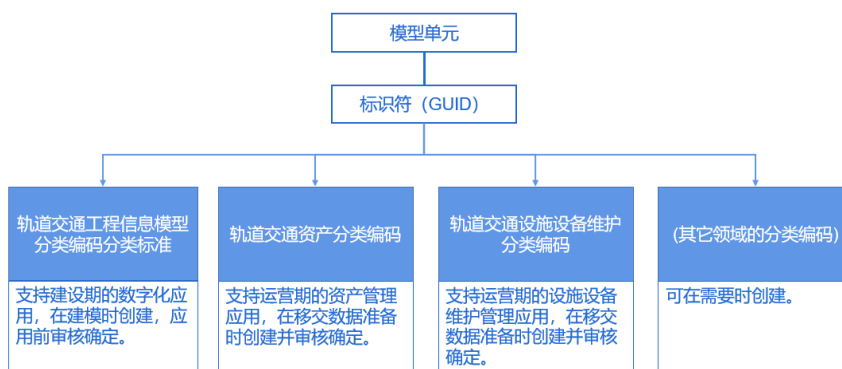 模型单元
标识符（GUID）
轨道交通工程信息模型
分类编码分类标准
支持建设期的数字化应
用，在建模时创建，应
用前审核确定。
轨道交通资产分类编码
支持运营期的资产管理
应用，在移交数据准备
时创建并审核确定。
轨道交通设施设备维护
分类编码
支持运营期的设施设备
维护管理应用，在移交
数据准备时创建并审核
确定。
(其它领域的分类编码)
可在需要时创建。